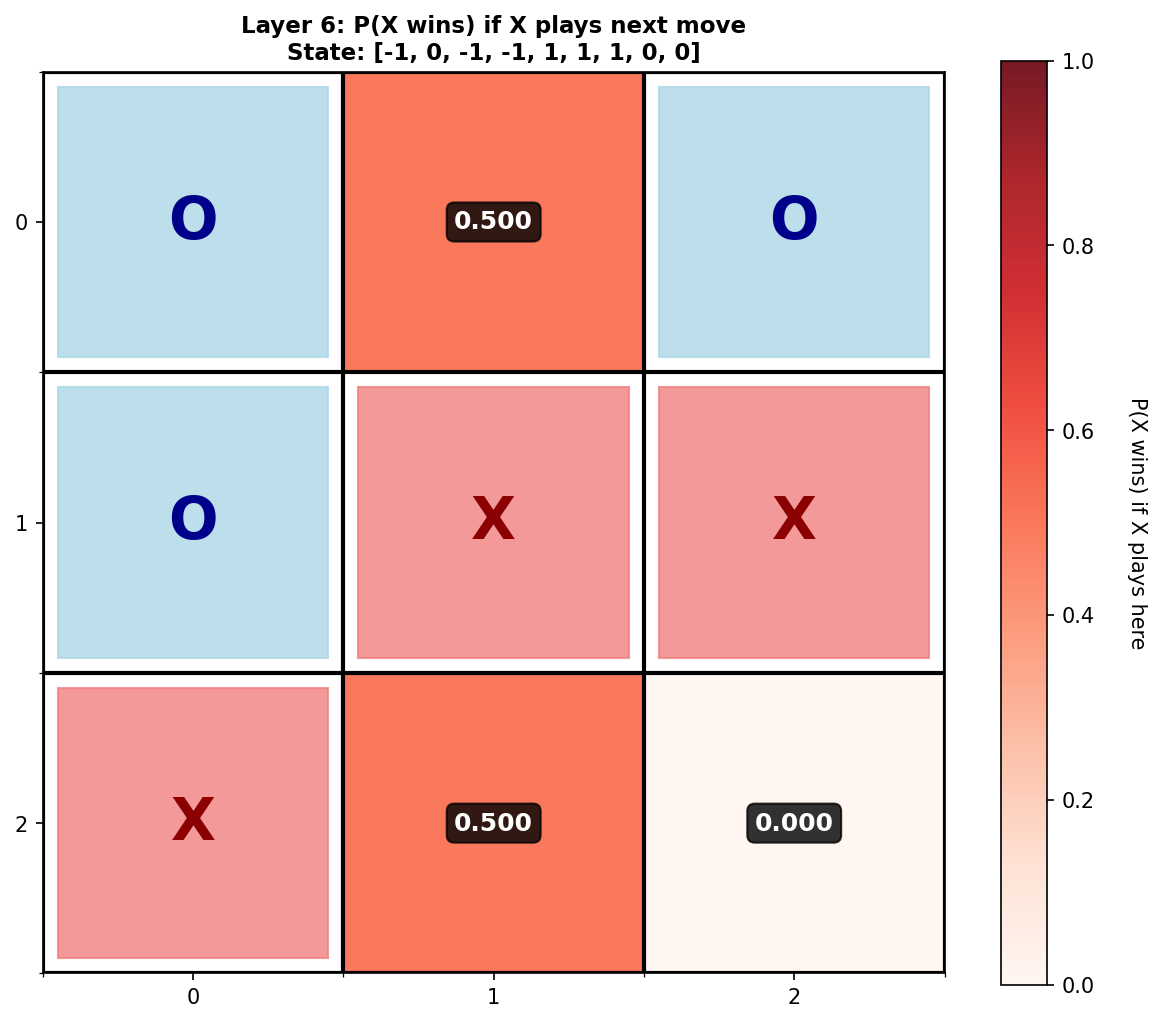 Layer 6: P(X wins) if X plays next move
State: [-1, 0, -1, -1, 1, 1, 1, 0, 0]
0
O
0.500
O
1
O
X
X
2
X
0.500
0.000
0
1
2
1.0
0.8
0.6
0.4
0.2
0.0
P(X wins) if X plays here